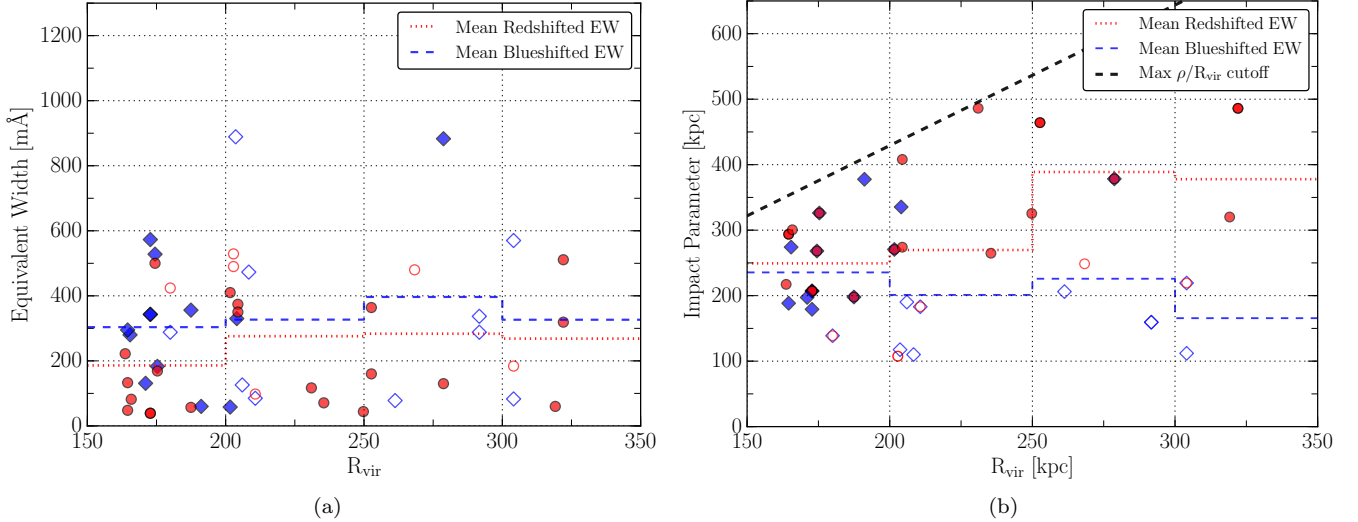 Mean Redshifted EW
Mean Blueshifted EW
1200
1000
800
600
400
200
0
150
200
250
300
350
Equivalent Width [mÅ]
R_vir
(a)
Mean Redshifted EW
Mean Blueshifted EW
Max ρ/R_vir cutoff
600
500
400
300
200
100
0
150
200
250
300
350
Impact Parameter [kpc]
R_vir [kpc]
(b)